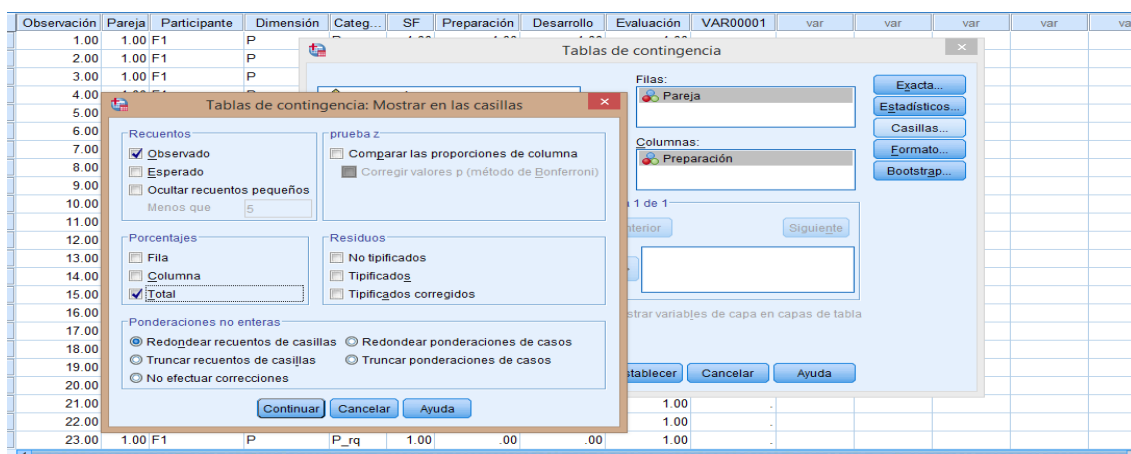 Observación Pareja Participante Dimensión Categ... SF Preparación Desarrollo Evaluación VAR00001 var var var var va
1.00 1.00 F1 P
2.00 1.00 F1 P
3.00 1.00 F1 P
4.00
5.00
6.00
7.00
8.00
9.00
10.00
11.00
12.00
13.00
14.00
15.00
16.00
17.00
18.00
19.00
20.00
21.00 1.00 .
22.00 1.00 .
23.00 1.00 F1 P P_rq 1.00 .00 .00 1.00 .
Tablas de contingencia
Filas:
Pareja
Columnas:
Preparación
1 de 1
Siguiente
strar variables de capa en capas de tabla
Exacta...
Estadísticos...
Casillas...
Formato...
Bootstrap...
stablecer Cancelar Ayuda
Tablas de contingencia: Mostrar en las casillas
Recuentos
Observado
Esperado
Ocultar recuentos pequeños
Menos que 5
prueba z
Comparar las proporciones de columna
Corregir valores p (método de Bonferroni)
Porcentajes
Fila
Columna
Total
Residuos
No tipificados
Tipificados
Tipificados corregidos
Ponderaciones no enteras
Redondear recuentos de casillas Redondear ponderaciones de casos
Truncar recuentos de casillas Truncar ponderaciones de casos
No efectuar correcciones
Continuar Cancelar Ayuda